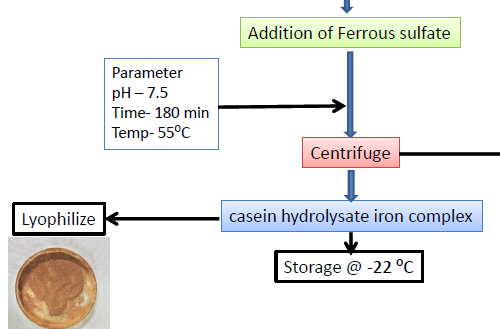 Addition of Ferrous sulfate
Parameter
pH – 7.5
Time- 180 min
Temp- 55⁰C
Centrifuge
Lyophilize
casein hydrolysate iron complex
Storage @ -22 ⁰C